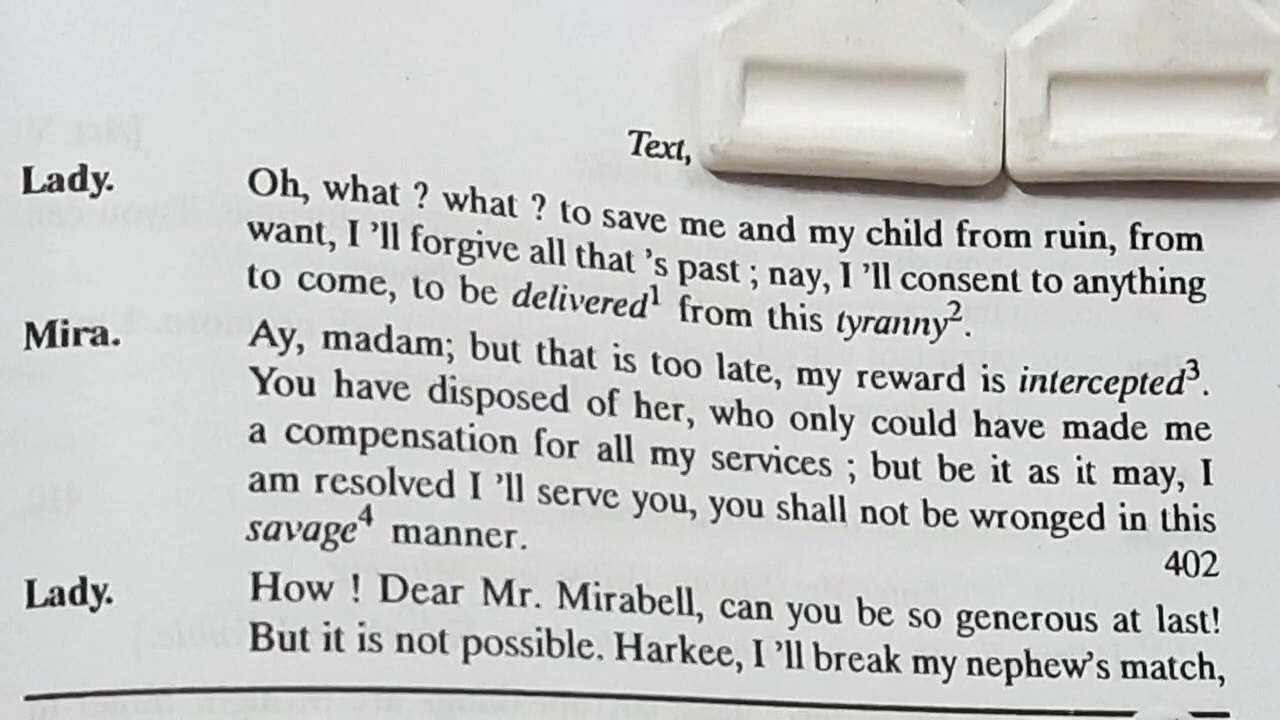 Text,
Lady. Oh, what ? what ? to save me and my child from ruin, from
want, I ’ll forgive all that ’s past ; nay, I ’ll consent to anything
to come, to be delivered¹ from this tyranny².
Mira. Ay, madam; but that is too late, my reward is intercepted³.
You have disposed of her, who only could have made me
a compensation for all my services ; but be it as it may, I
am resolved I ’ll serve you, you shall not be wronged in this
savage⁴ manner.
402
Lady. How ! Dear Mr. Mirabell, can you be so generous at last!
But it is not possible. Harkee, I ’ll break my nephew’s match,